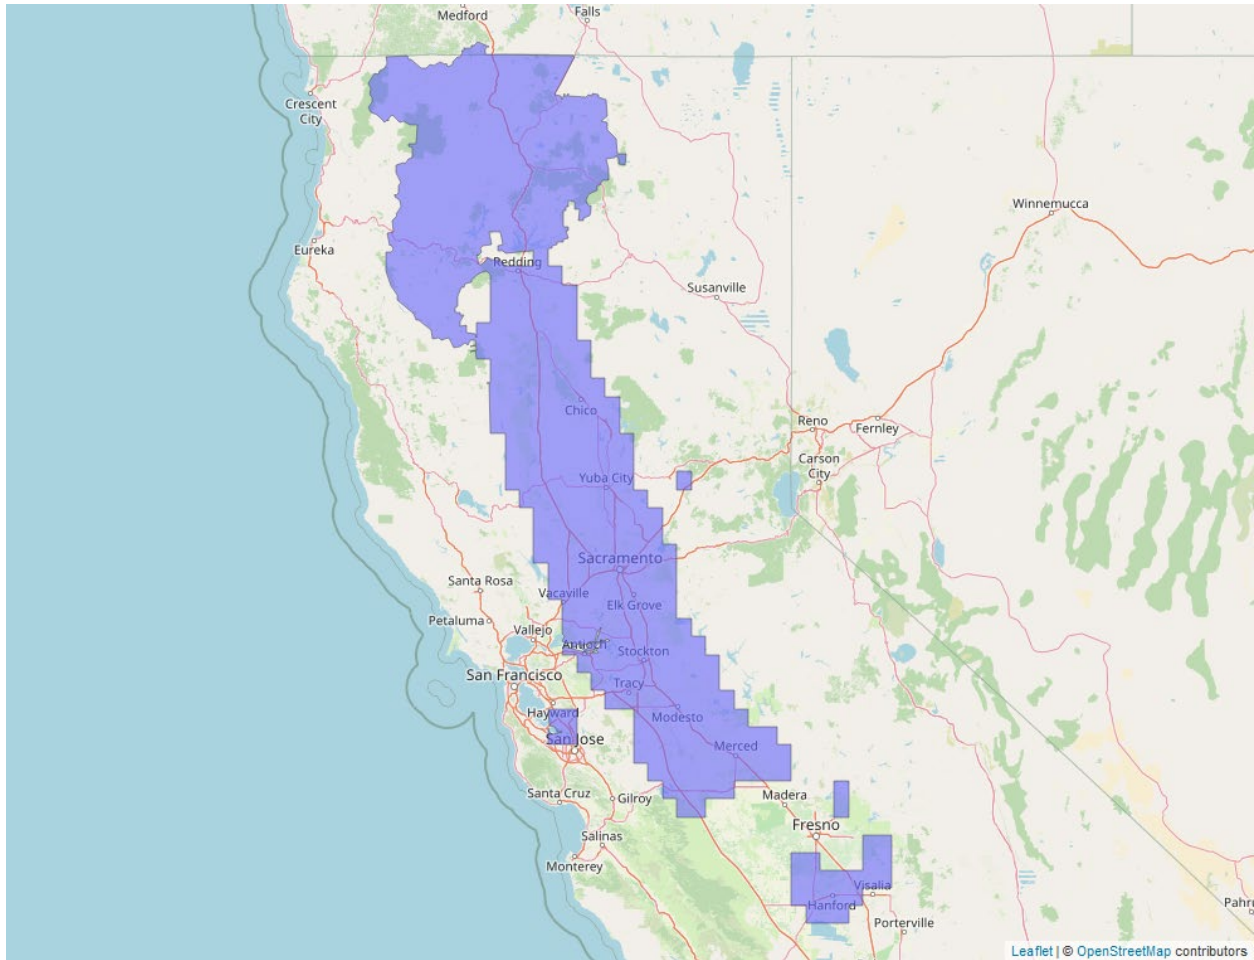 Medford
Falls
Crescent
City
Winnemucca
Eureka
Redding
Susanville
Chico
Reno
Fernley
Carson
City
Yuba City
Sacramento
Santa Rosa
Vacaville
Elk Grove
Petaluma
Vallejo
Antioch
Stockton
San Francisco
Tracy
Hayward
Modesto
San Jose
Merced
Santa Cruz
Gilroy
Madera
Salinas
Fresno
Monterey
Visalia
Hanford
Porterville
Pahr
Leaflet | © OpenStreetMap contributors